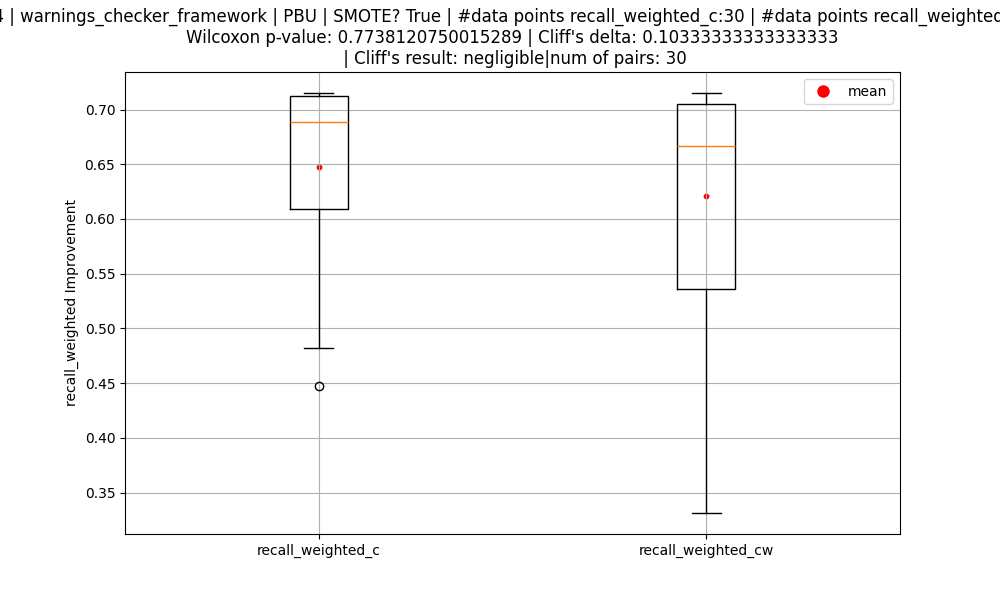 | warnings_checker_framework | PBU | SMOTE? True | #data points recall_weighted_c:30 | #data points recall_weighted
Wilcoxon p-value: 0.7738120750015289 | Cliff's delta: 0.10333333333333333
| Cliff's result: negligible|num of pairs: 30
mean
0.70
0.65
0.60
0.55
0.50
0.45
0.40
0.35
recall_weighted Improvement
recall_weighted_c
recall_weighted_cw